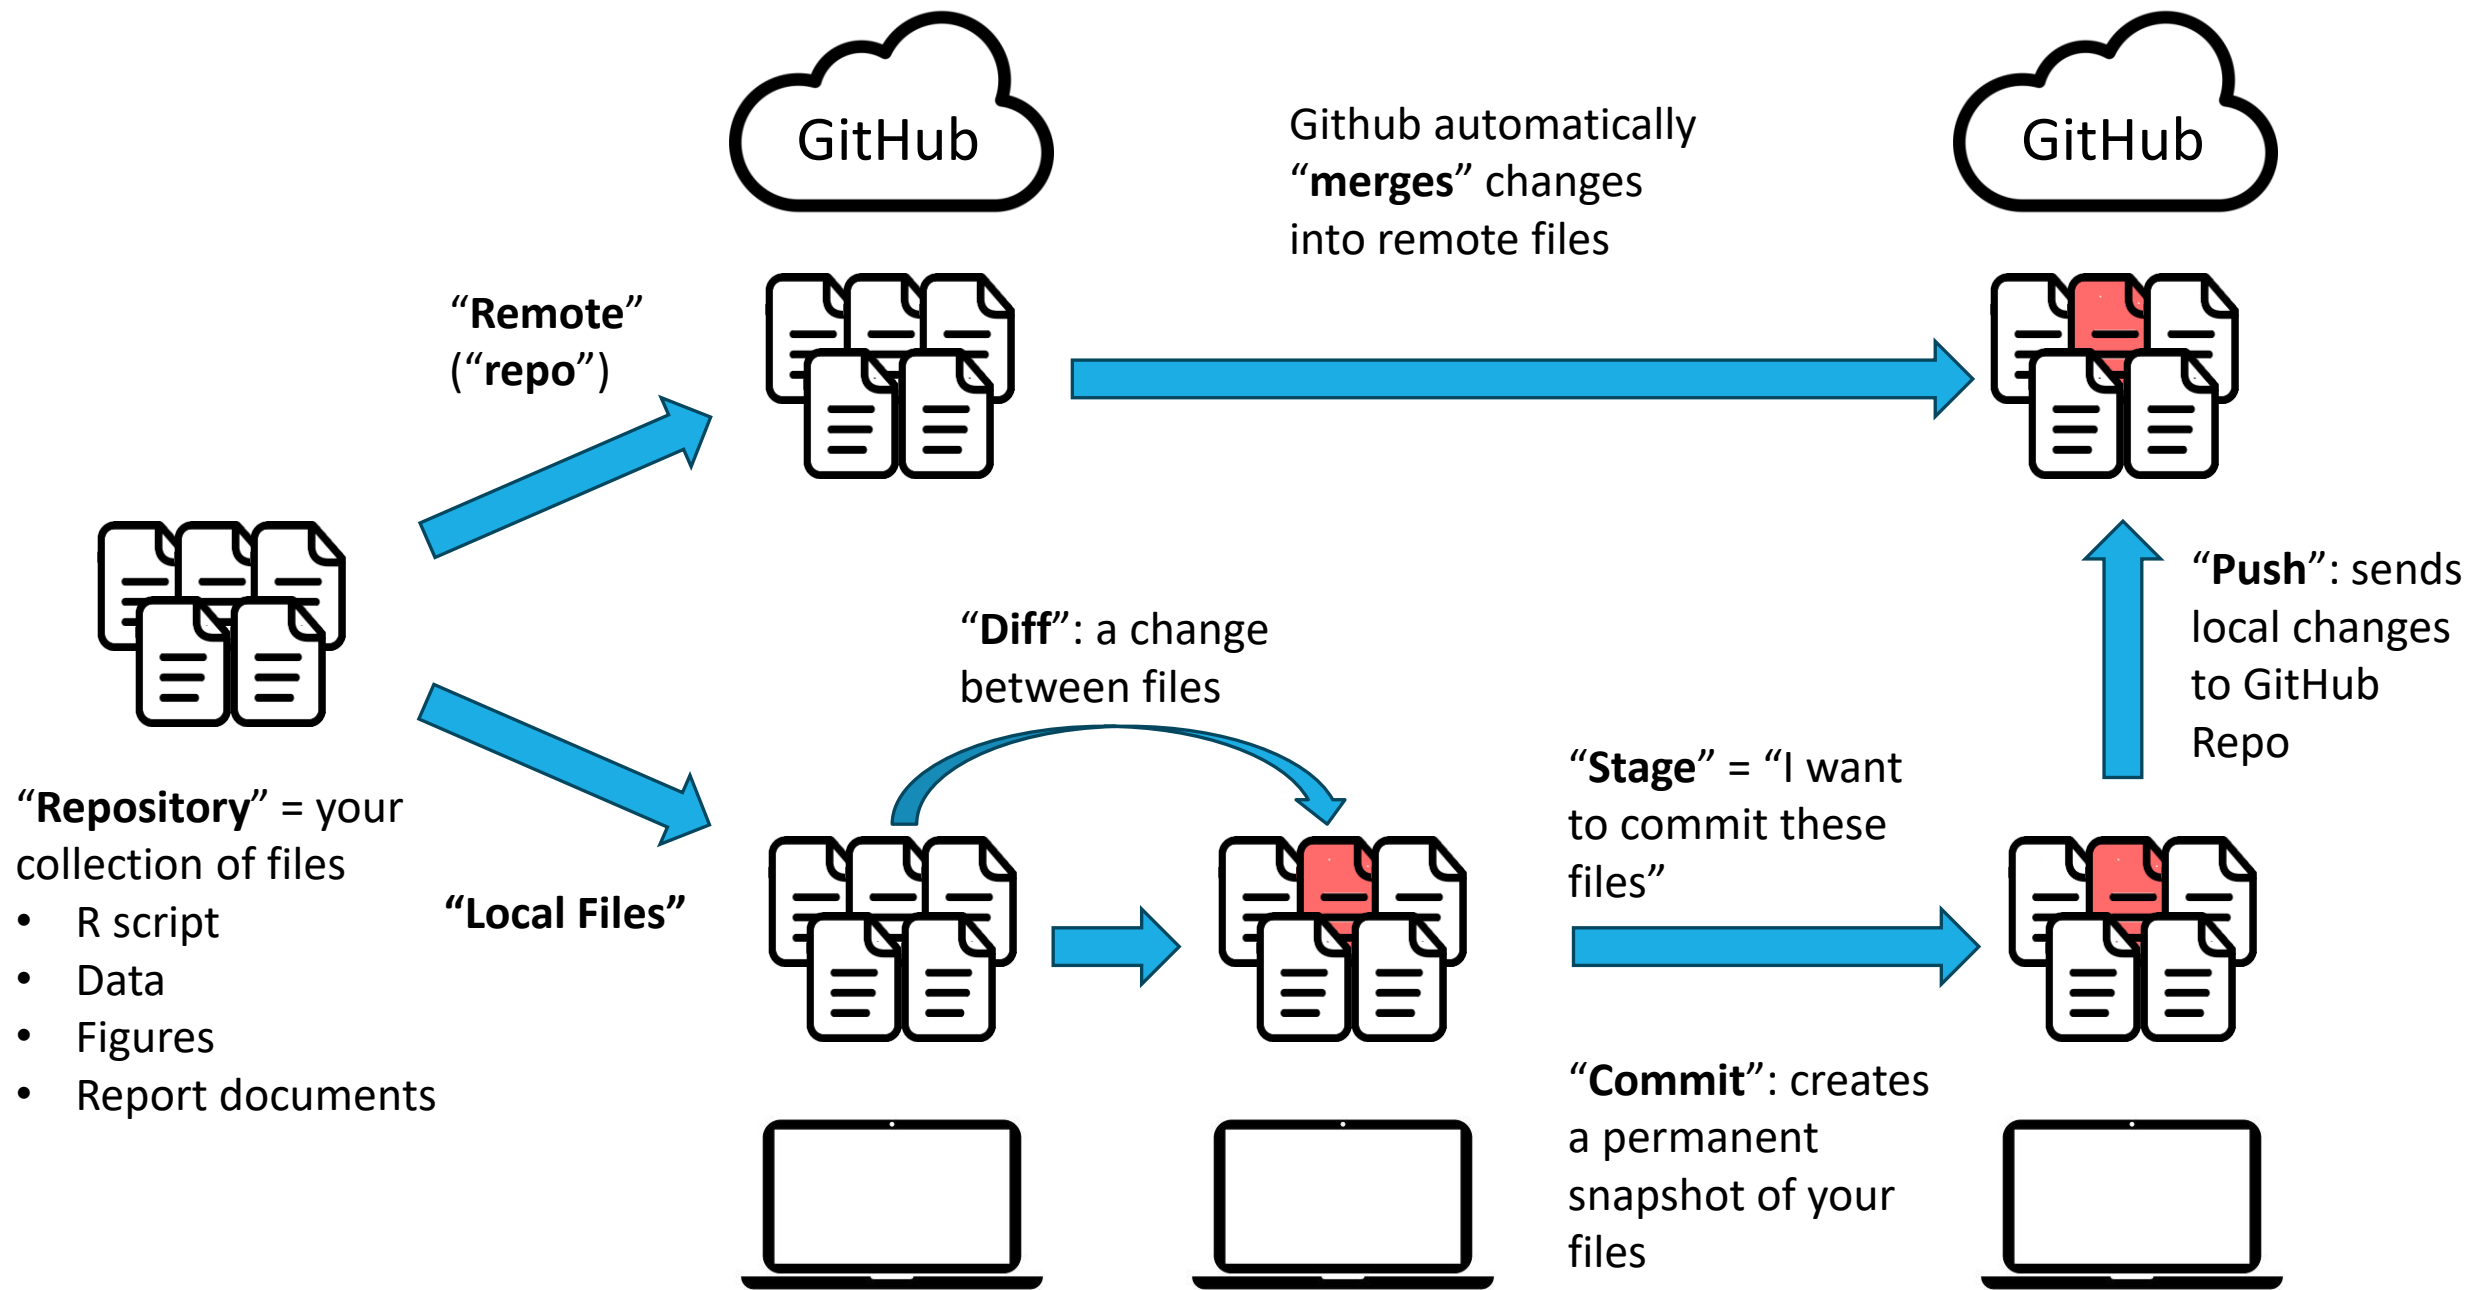 GitHub
GitHub
Github automatically
“merges” changes
into remote files
“Remote”
(“repo”)
“Push”: sends
local changes
to GitHub
Repo
“Diff”: a change
between files
“Stage” = “I want
to commit these
files”
“Repository” = your
collection of files
• R script
• Data
• Figures
• Report documents
“Local Files”
“Commit”: creates
a permanent
snapshot of your
files